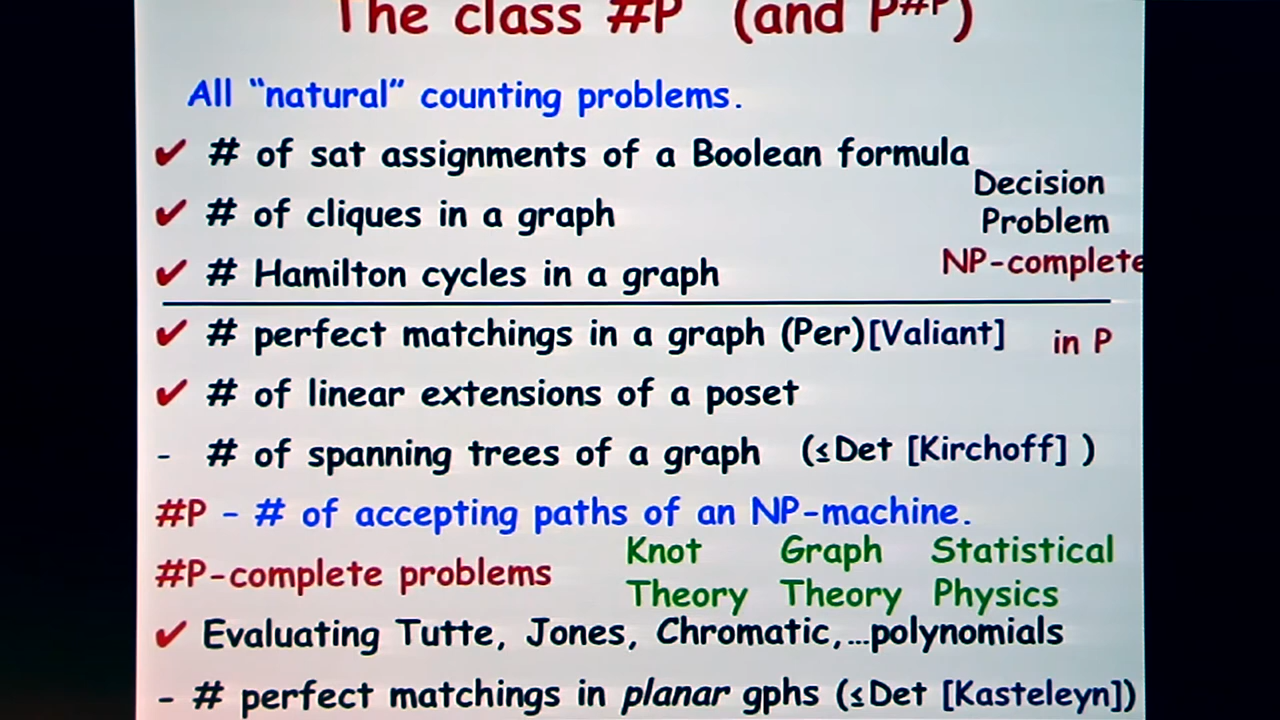 The class #P (and P#P)
All “natural” counting problems.
✔ # of sat assignments of a Boolean formula
Decision
✔ # of cliques in a graph
Problem
✔ # Hamilton cycles in a graph
NP-complete
✔ # perfect matchings in a graph (Per)[Valiant] in P
✔ # of linear extensions of a poset
- # of spanning trees of a graph (≤Det [Kirchoff] )
#P - # of accepting paths of an NP-machine.
#P-complete problems
Knot Graph Statistical
Theory Theory Physics
✔ Evaluating Tutte, Jones, Chromatic,…polynomials
- # perfect matchings in planar gphs (≤Det [Kasteleyn])